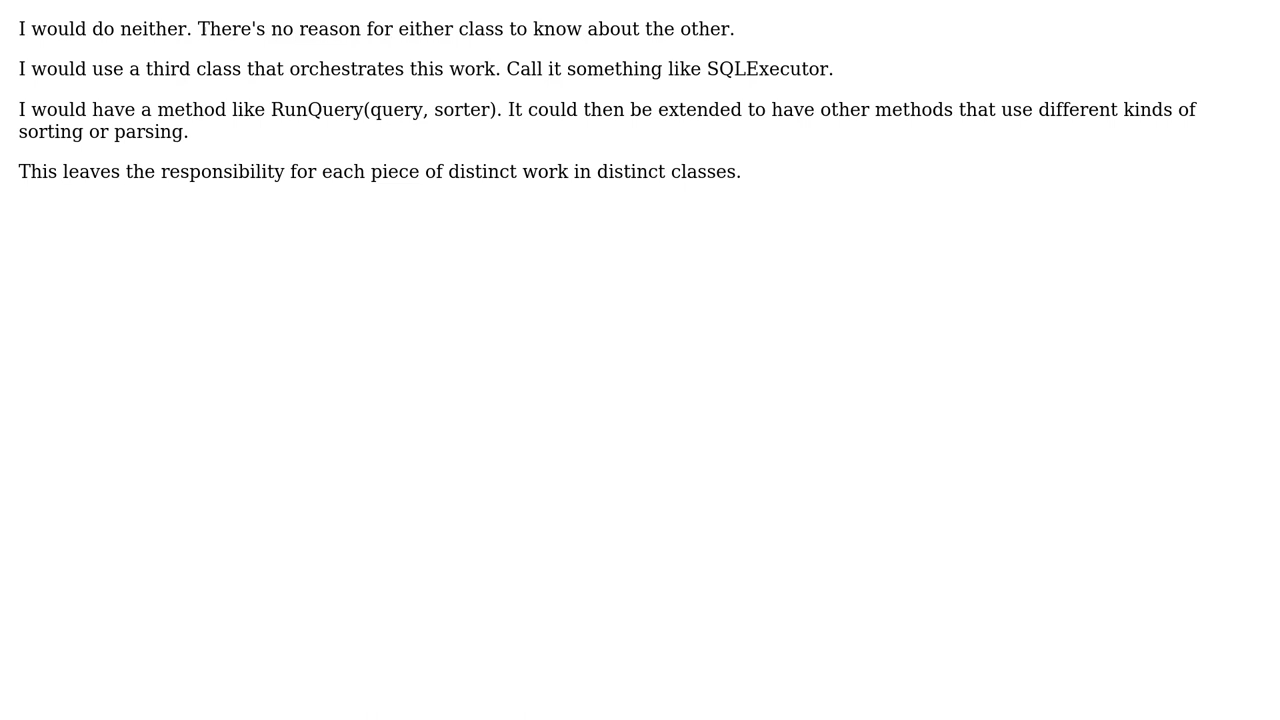 I would do neither. There's no reason for either class to know about the other.
I would use a third class that orchestrates this work. Call it something like SQLExecutor.
I would have a method like RunQuery(query, sorter). It could then be extended to have other methods that use different kinds of
sorting or parsing.
This leaves the responsibility for each piece of distinct work in distinct classes.